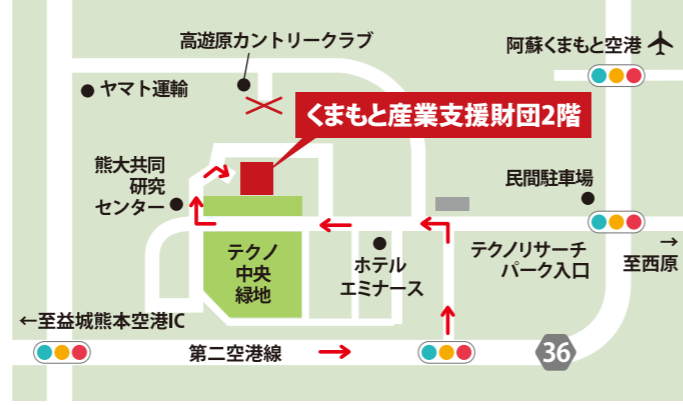 高遊原カントリークラブ
阿蘇くまもと空港
ヤマト運輸
くまもと産業支援財団2階
熊大共同
研究
センター
民間駐車場
テクノ
中央
緑地
ホテル
エミナース
テクノリサーチ
パーク入口
→
至西原
←至益城熊本空港IC
第二空港線
36